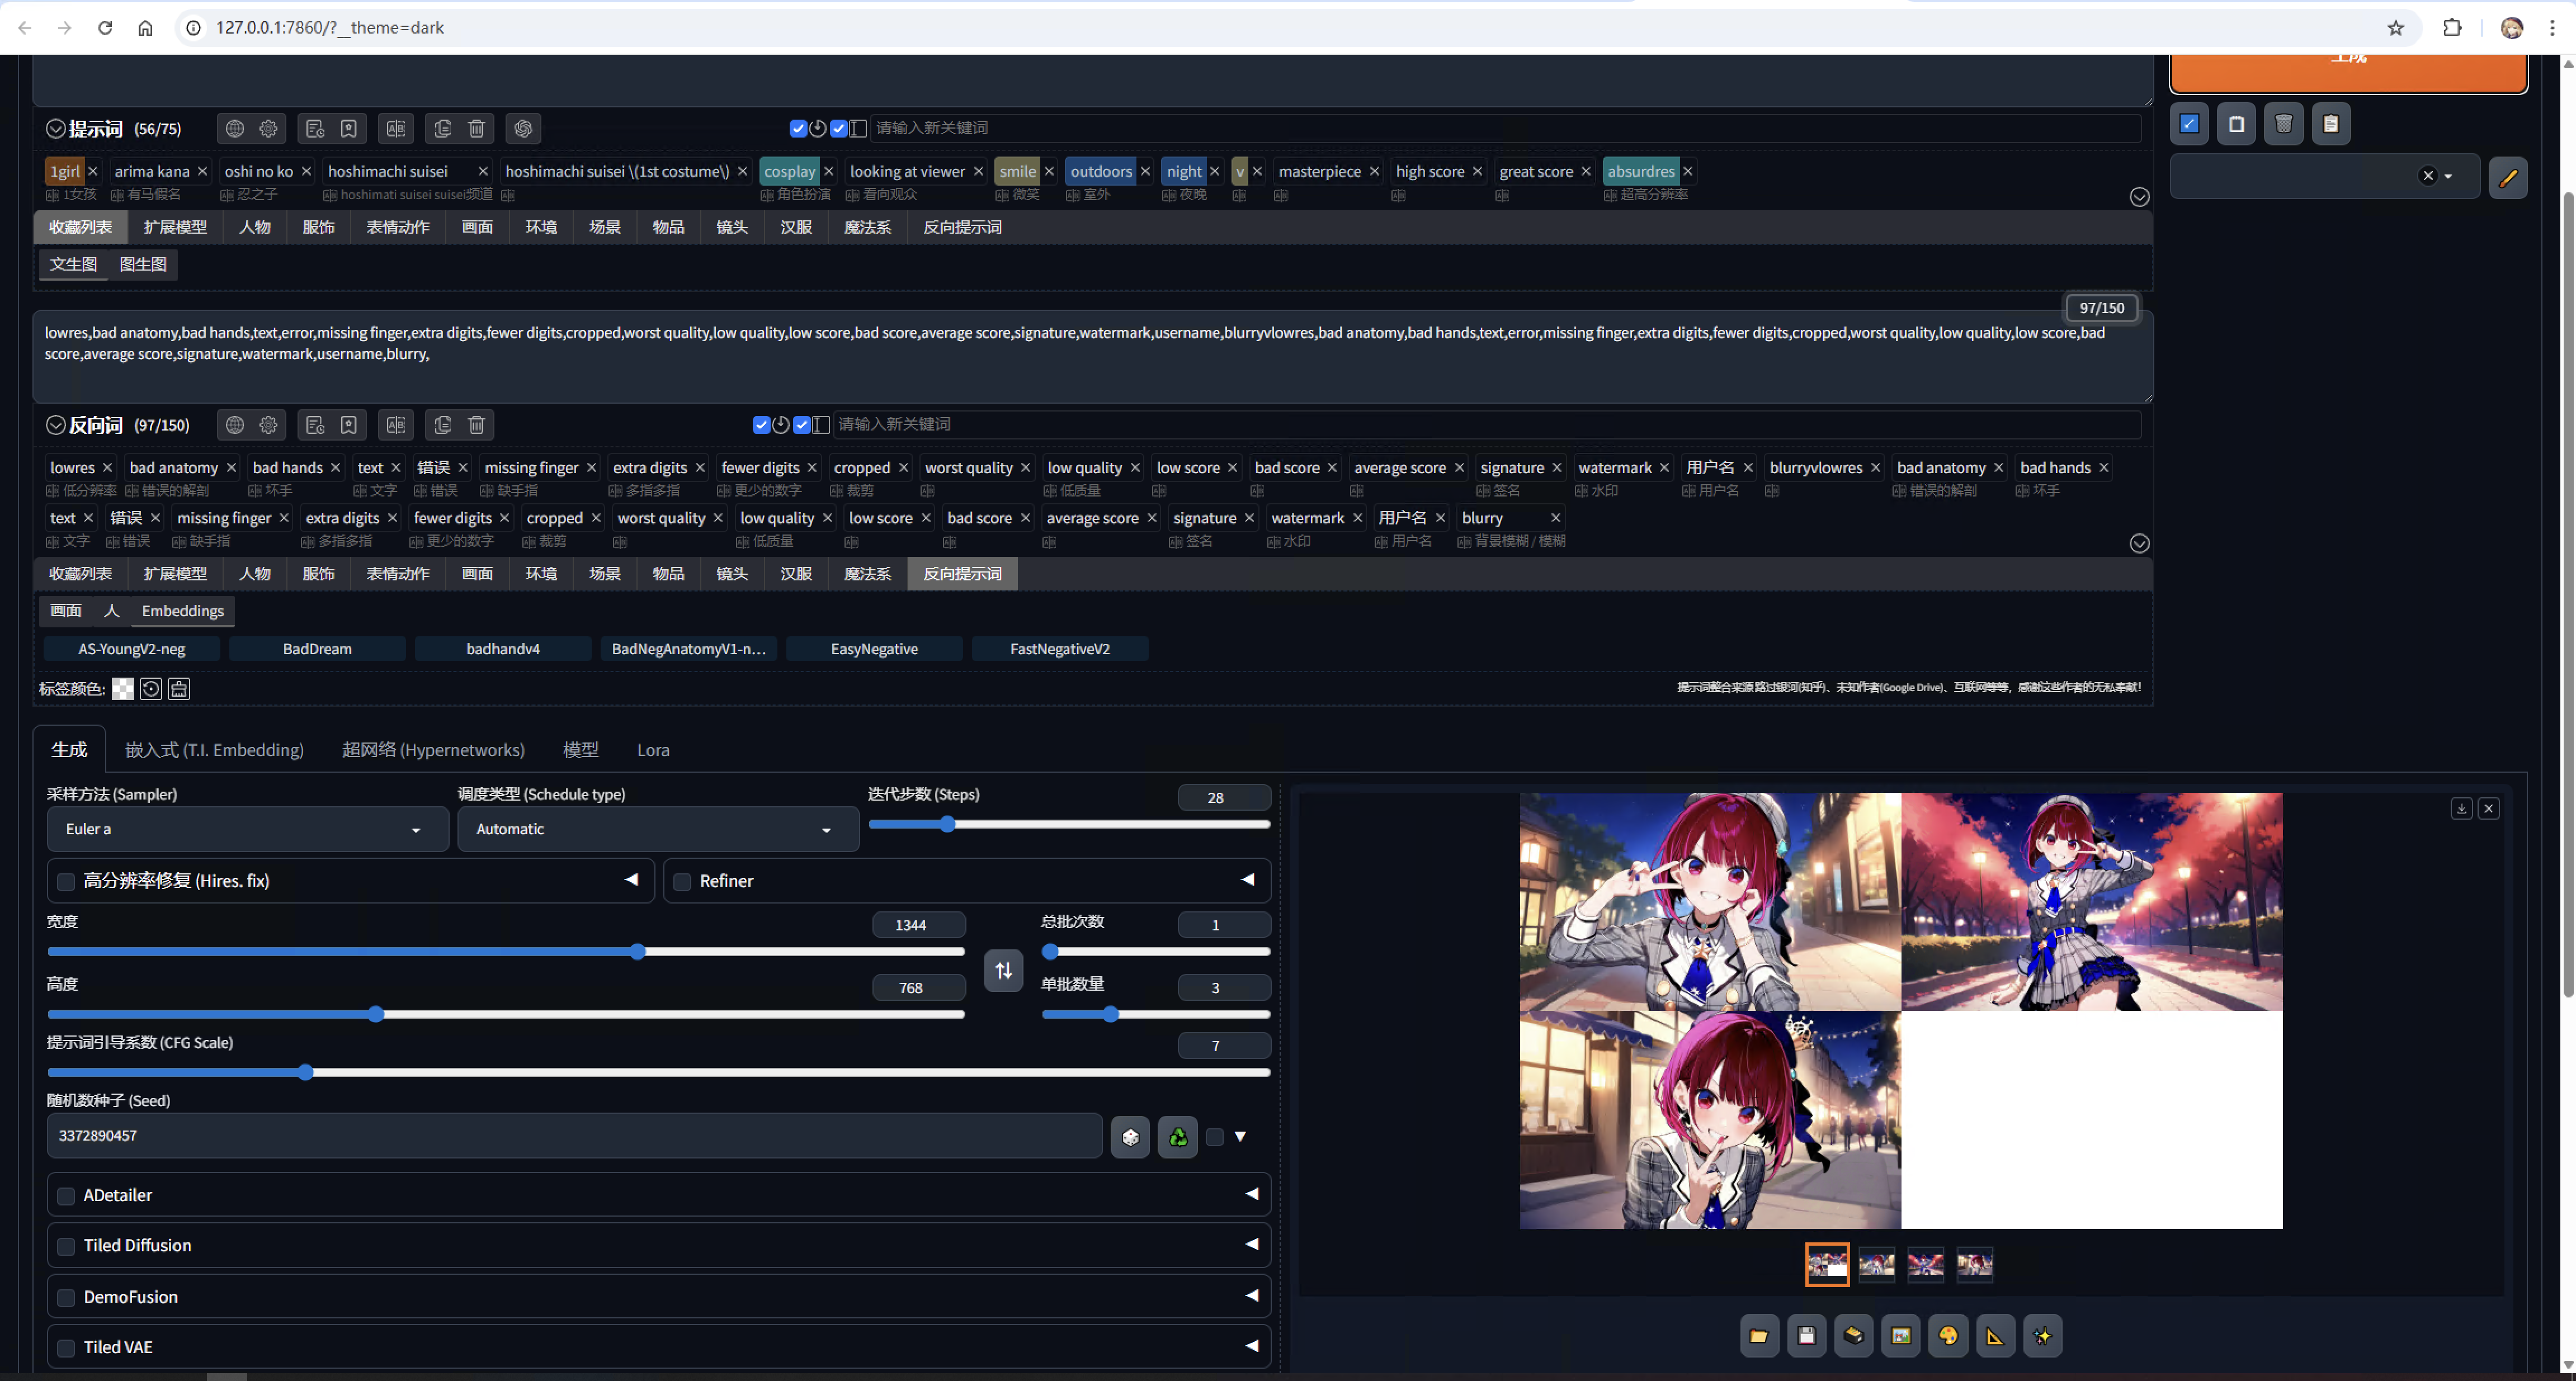 127.0.0.1:7860/?__theme=dark
生成
提示词 (56/75) 请输入新关键词
1girl × arima kana × oshi no ko × hoshimachi suisei × hoshimachi suisei \(1st costume\) × cosplay × looking at viewer × smile × outdoors × night × v × masterpiece × high score × great score × absurdres ×
1女孩 有马假名 忍之子 hoshimati suisei suisei频道 角色扮演 看向观众 微笑 室外 夜晚 超高分辨率
收藏列表 扩展模型 人物 服饰 表情动作 画面 环境 场景 物品 镜头 汉服 魔法系 反向提示词
文生图 图生图
97/150
lowres,bad anatomy,bad hands,text,error,missing finger,extra digits,fewer digits,cropped,worst quality,low quality,low score,bad score,average score,signature,watermark,username,blurryvlowres,bad anatomy,bad hands,text,error,missing finger,extra digits,fewer digits,cropped,worst quality,low quality,low score,bad
score,average score,signature,watermark,username,blurry,
反向词 (97/150) 请输入新关键词
lowres × bad anatomy × bad hands × text × 错误 × missing finger × extra digits × fewer digits × cropped × worst quality × low quality × low score × bad score × average score × signature × watermark × 用户名 × blurryvlowres × bad anatomy × bad hands ×
低分辨率 错误的解剖 坏手 文字 错误 缺手指 多指多指 更少的数字 裁剪 低质量 签名 水印 用户名 错误的解剖 坏手
text × 错误 × missing finger × extra digits × fewer digits × cropped × worst quality × low quality × low score × bad score × average score × signature × watermark × 用户名 × blurry ×
文字 错误 缺手指 多指多指 更少的数字 裁剪 低质量 签名 水印 用户名 背景模糊 / 模糊
收藏列表 扩展模型 人物 服饰 表情动作 画面 环境 场景 物品 镜头 汉服 魔法系 反向提示词
画面 人 Embeddings
AS-YoungV2-neg BadDream badhandv4 BadNegAnatomyV1-n... EasyNegative FastNegativeV2
标签颜色: 提示词整合来源 路过银河(知乎)、未知作者(Google Drive)、互联网等等，感谢这些作者的无私奉献！
生成 嵌入式 (T.I. Embedding) 超网络 (Hypernetworks) 模型 Lora
采样方法 (Sampler) 调度类型 (Schedule type) 迭代步数 (Steps) 28
Euler a Automatic
高分辨率修复 (Hires. fix) Refiner
宽度 1344 总批次数 1
高度 768 单批数量 3
提示词引导系数 (CFG Scale) 7
随机数种子 (Seed)
3372890457
ADetailer
Tiled Diffusion
DemoFusion
Tiled VAE